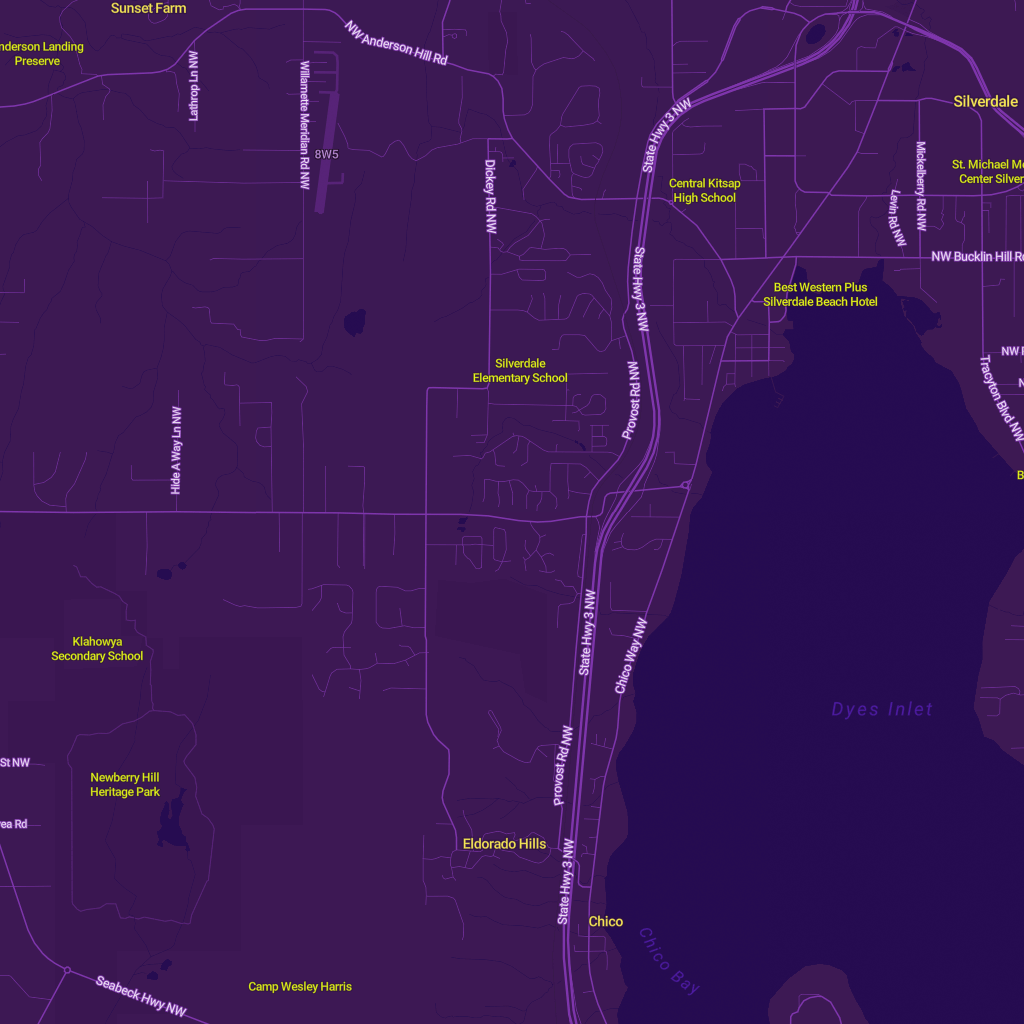 Sunset Farm
NW Anderson Hill Rd
nderson Landing
Preserve
Lathrop Ln NW
Willamette Meridian Rd NW
8W5
Dickey Rd NW
State Hwy 3 NW
Silverdale
Central Kitsap
High School
Mickelberry Rd NW
Levin Rd NW
St. Michael Me
Center Silver
NW Bucklin Hill Rd
State Hwy 3 NW
Best Western Plus
Silverdale Beach Hotel
Silverdale
Elementary School
Provost Rd NW
Tracyton Blvd NW
Hide A Way Ln NW
State Hwy 3 NW
Chico Way NW
Klahowya
Secondary School
Dyes Inlet
St NW
Newberry Hill
Heritage Park
Provost Rd NW
Eldorado Hills
State Hwy 3 NW
Chico
Chico Bay
Seabeck Hwy NW
Camp Wesley Harris